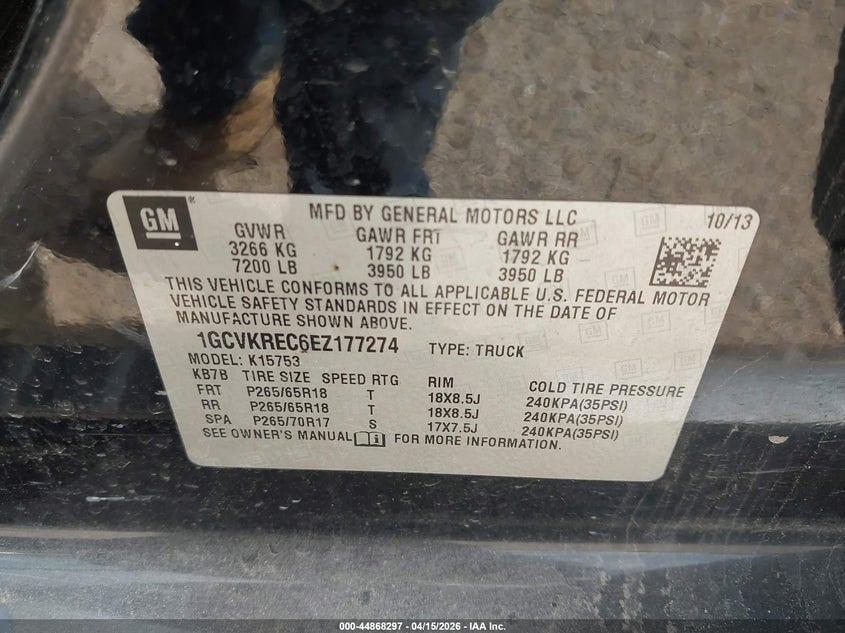 GM ®
MFD BY GENERAL MOTORS LLC 10/13
GVWR GAWR FRT GAWR RR
3266 KG 1792 KG 1792 KG
7200 LB 3950 LB 3950 LB
THIS VEHICLE CONFORMS TO ALL APPLICABLE U.S. FEDERAL MOTOR
VEHICLE SAFETY STANDARDS IN EFFECT ON THE DATE OF
MANUFACTURE SHOWN ABOVE.
1GCVKREC6EZ177274 TYPE: TRUCK
MODEL: K15753
KB7B TIRE SIZE SPEED RTG RIM COLD TIRE PRESSURE
FRT P265/65R18 T 18X8.5J 240KPA(35PSI)
RR P265/65R18 T 18X8.5J 240KPA(35PSI)
SPA P265/70R17 S 17X7.5J 240KPA(35PSI)
SEE OWNER'S MANUAL FOR MORE INFORMATION.
000-44868297 - 04/15/2026 - IAA Inc.